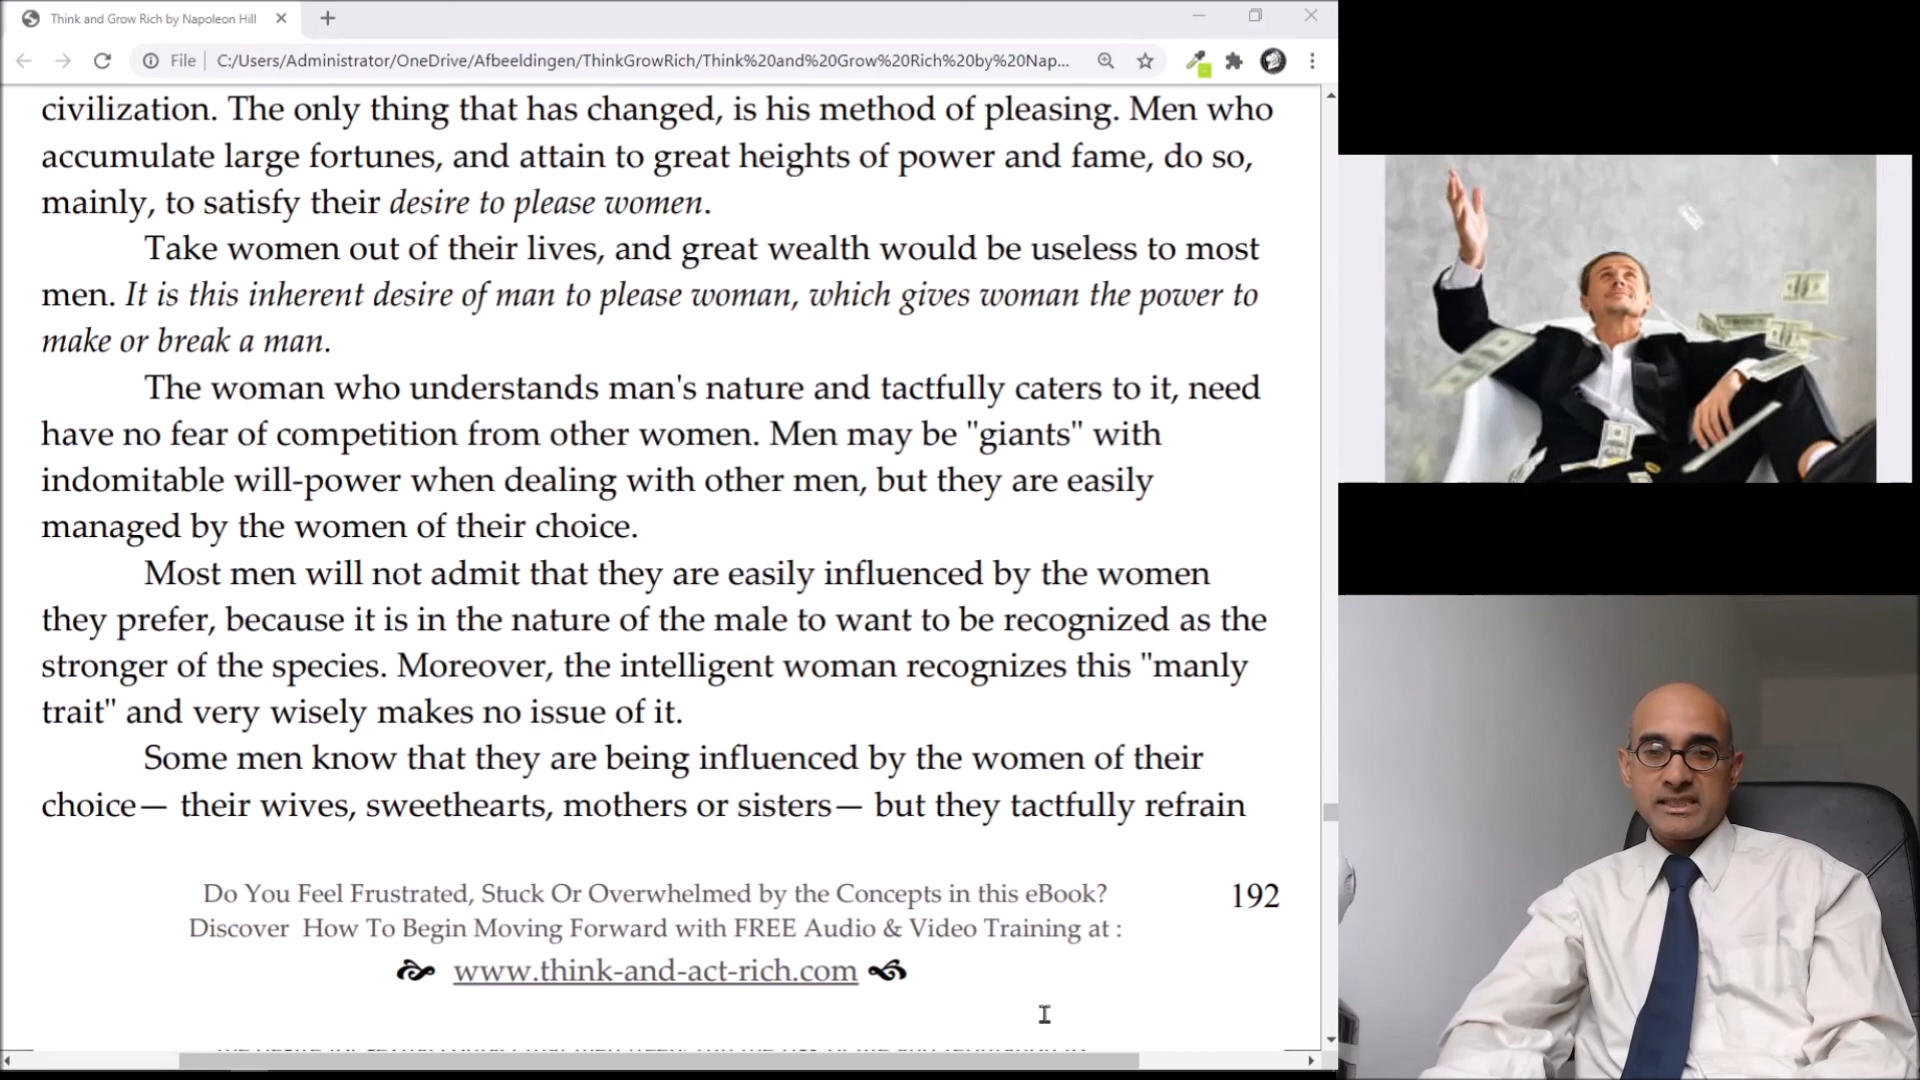 Think and Grow Rich by Napoleon Hill
File
C:/Users/Administrator/OneDrive/Afbeeldingen/ThinkGrowRich/Think%20and%20Grow%20Rich%20by%20Nap...
civilization. The only thing that has changed, is his method of pleasing. Men who
accumulate large fortunes, and attain to great heights of power and fame, do so,
mainly, to satisfy their desire to please women.
Take women out of their lives, and great wealth would be useless to most
men. It is this inherent desire of man to please woman, which gives woman the power to
make or break a man.
The woman who understands man's nature and tactfully caters to it, need
have no fear of competition from other women. Men may be "giants" with
indomitable will-power when dealing with other men, but they are easily
managed by the women of their choice.
Most men will not admit that they are easily influenced by the women
they prefer, because it is in the nature of the male to want to be recognized as the
stronger of the species. Moreover, the intelligent woman recognizes this "manly
trait" and very wisely makes no issue of it.
Some men know that they are being influenced by the women of their
choice— their wives, sweethearts, mothers or sisters— but they tactfully refrain
Do You Feel Frustrated, Stuck Or Overwhelmed by the Concepts in this eBook?
192
Discover How To Begin Moving Forward with FREE Audio & Video Training at :
www.think-and-act-rich.com